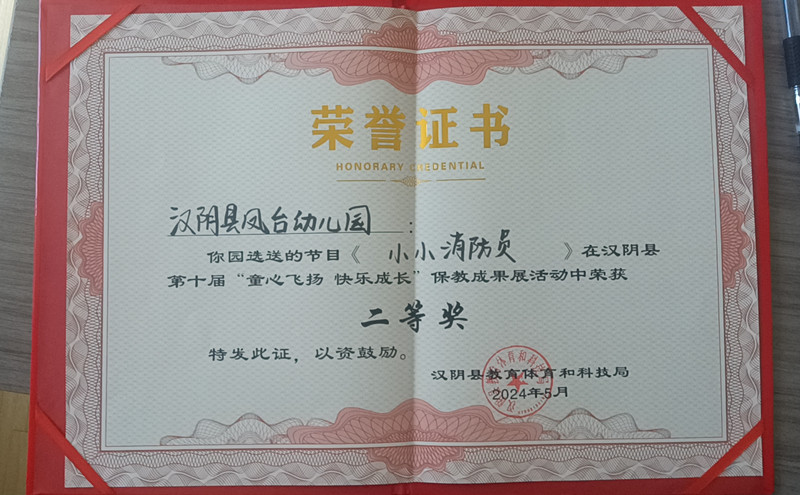 荣誉证书
HONORARY CREDENTIAL
汉阴县凤台幼儿园：
你园选送的节目《小小消防员》在汉阴县
第十届“童心飞扬 快乐成长”保教成果展活动中荣获
二等奖
特发此证，以资鼓励。
汉阴县教育体育和科技局
2024年5月